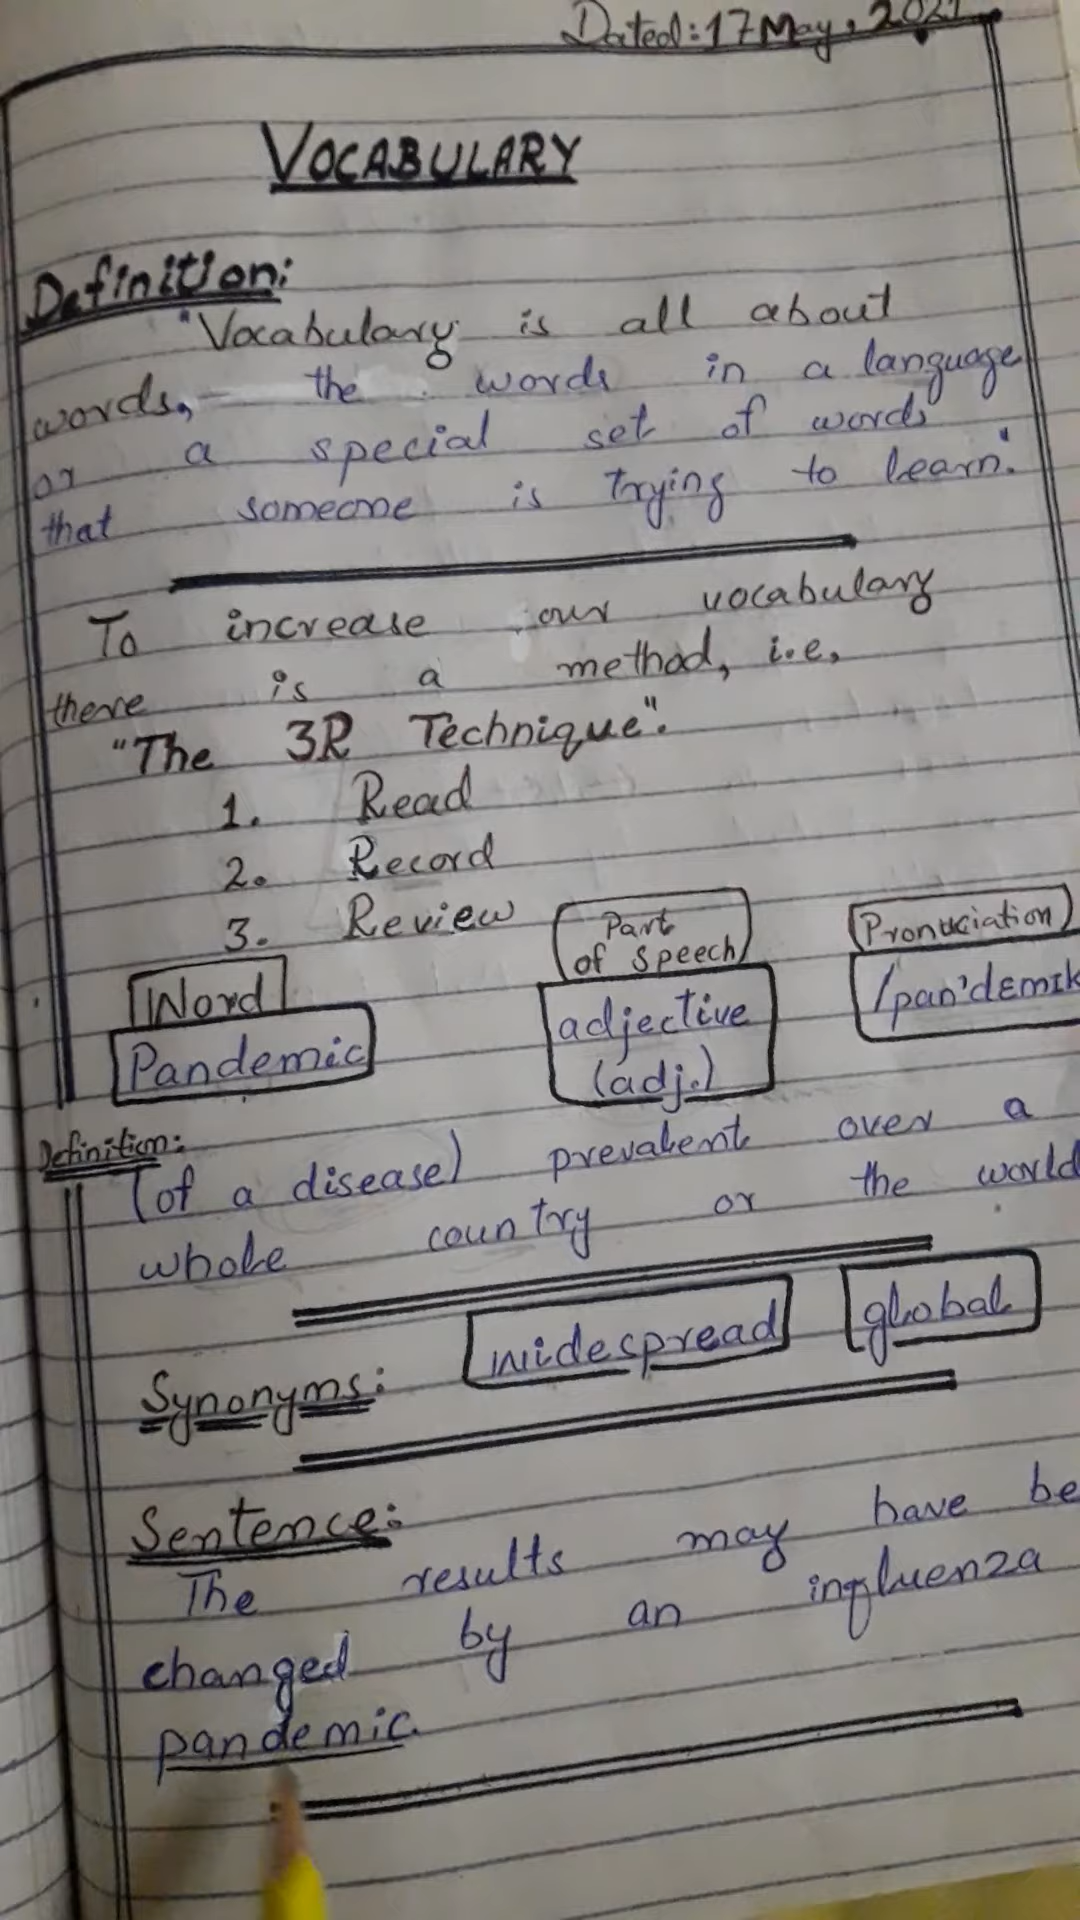 Dated: 17 May, 2021
VOCABULARY
Definition:
"Vocabulary is all about
words, the words in a language
or a special set of words
that someone is trying to learn."
To increase our vocabulary
there is a method, i.e,
"The 3R Technique".
1. Read
2. Record
3. Review
Word
Part of speech
Pronuciation
Pandemic
adjective (adj.)
/pan'dɛmɪk
Definition:
(of a disease) prevalent over a
whole country or the world
Synonyms: widespread global
Sentence:
The results may have be
changed by an influenza
pandemic.